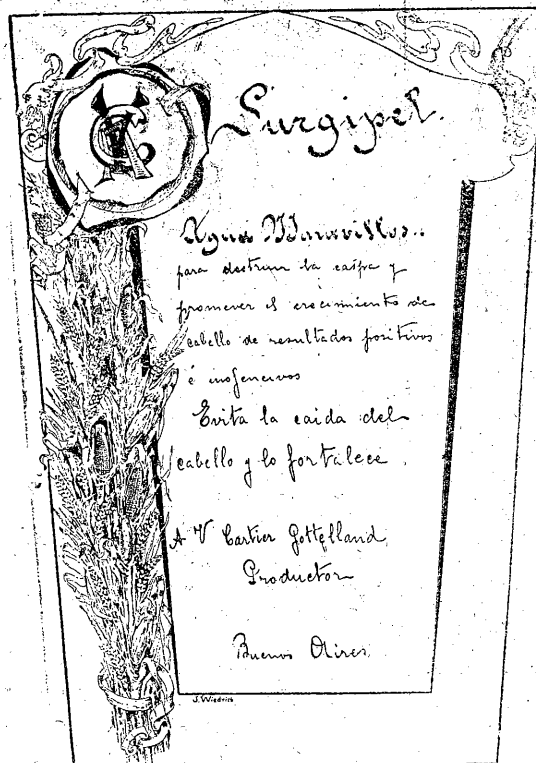 Surgipel.
Agua Maravillosa..
para destruir la caspa y
promover el crecimiento de
cabello de resultados positivos
é inofencivos
Evita la caida del
cabello y lo fortalece
A V Cartier Gottelland
Productor
Buenos Aires
J. Wiedrich